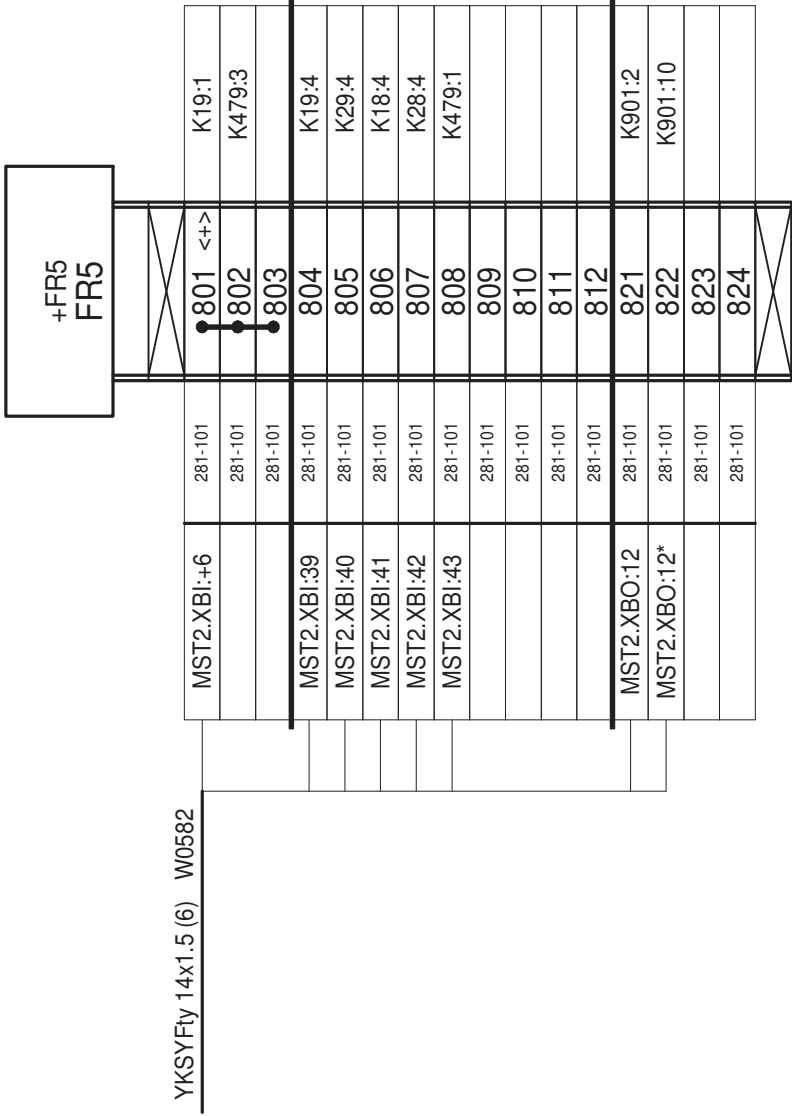 +FR5
FR5
YKSYFty 14x1.5 (6) W0582
MST2.XBI:+6 281-101 801 <+> K19:1
281-101 802 K479:3
281-101 803
MST2.XBI:39 281-101 804 K19:4
MST2.XBI:40 281-101 805 K29:4
MST2.XBI:41 281-101 806 K18:4
MST2.XBI:42 281-101 807 K28:4
MST2.XBI:43 281-101 808 K479:1
281-101 809
281-101 810
281-101 811
281-101 812
MST2.XBO:12 281-101 821 K901:2
MST2.XBO:12* 281-101 822 K901:10
281-101 823
281-101 824